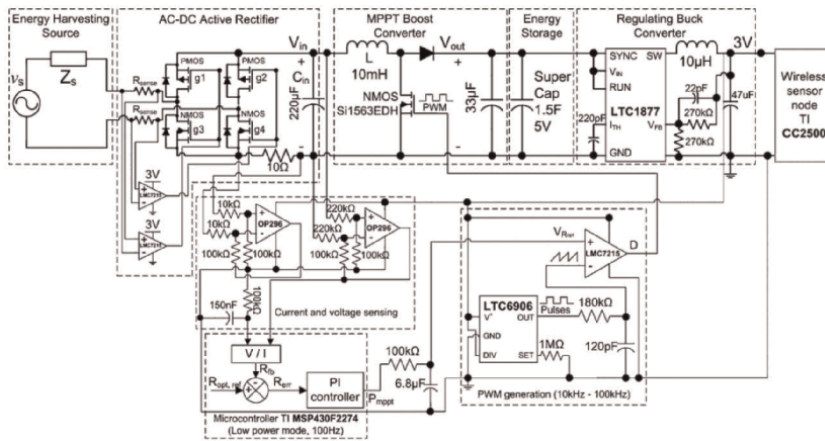 Energy Harvesting Source
AC-DC Active Rectifier
MPPT Boost Converter
Energy Storage
Regulating Buck Converter
vs
Zs
Rsense
Rsense
PMOS
g1
PMOS
g2
NMOS
g3
NMOS
g4
10Ω
3V
LMC7215
3V
LMC7215
Vin
+
Cin
220µF
-
L
10mH
NMOS
Si1563EDH
PWM
Vout
+
33µF
-
Super Cap
1.5F
5V
220pF
SYNC
SW
VIN
RUN
LTC1877
ITH
VFB
GND
10µH
22pF
270kΩ
270kΩ
3V
47uF
Wireless sensor node
TI
CC2500
10kΩ
10kΩ
OP296
100kΩ
100kΩ
220kΩ
220kΩ
OP296
100kΩ
100kΩ
100kΩ
150nF
Current and voltage sensing
V / I
Rfb
Ropt, ref
Rerr
PI controller
Pmppt
Microcontroller TI MSP430F2274
(Low power mode, 100Hz)
100kΩ
6.8µF
VRref
LMC7215
D
LTC6906
V+
OUT
GND
DIV
SET
Pulses
180kΩ
1MΩ
120pF
PWM generation (10kHz - 100kHz)